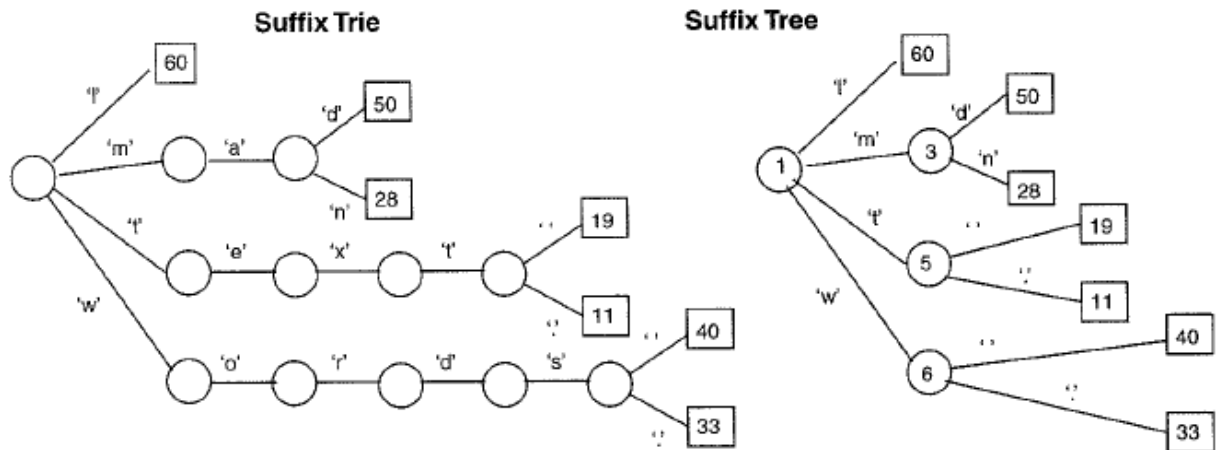 Suffix Trie Suffix Tree
60 60
'l' 'l'
'd' 50 'd' 50
'm' 'a' 'm' 3
1 'n'
'n' 28 28
't' 'e' 'x' 't' ' ' 19 't' ' ' 19
5
'w' '.' 11 'w' '.' 11
'o' 'r' 'd' 's' ' ' 40 ' ' 40
6
'.' 33 '.' 33